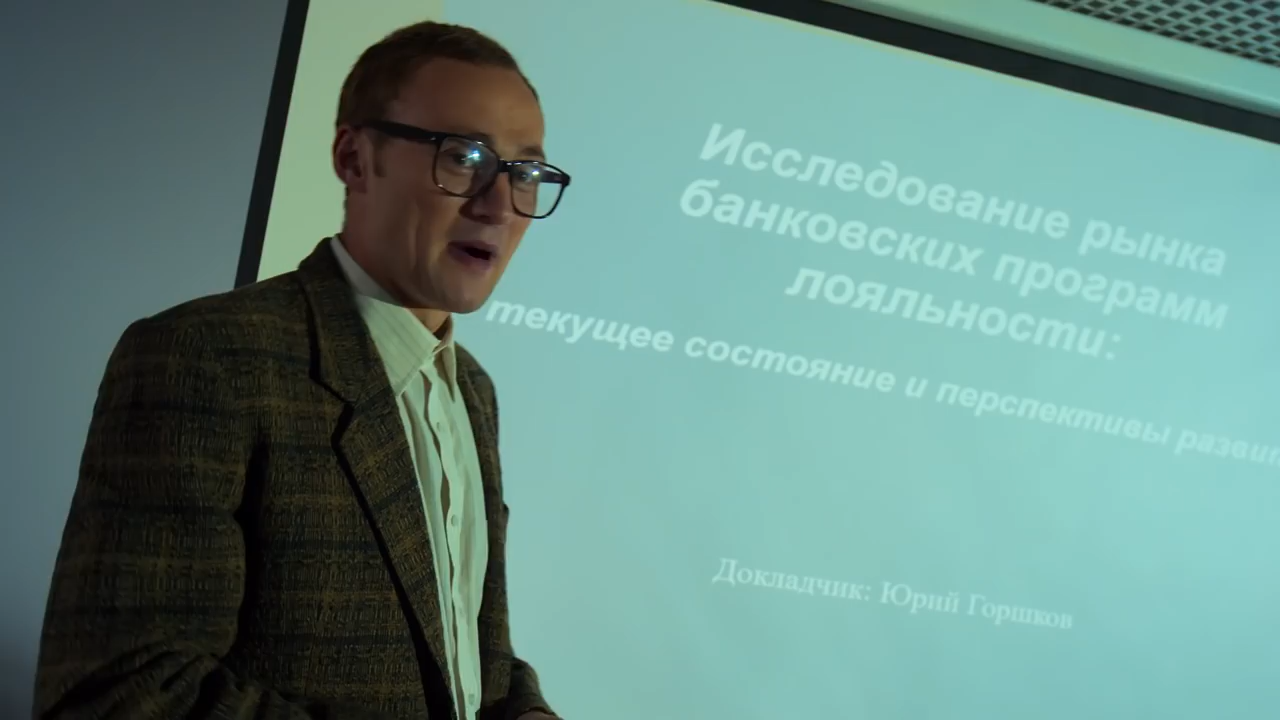 Исследование рынка
банковских программ
лояльности:
текущее состояние и перспективы
Докладчик: Юрий Горшков